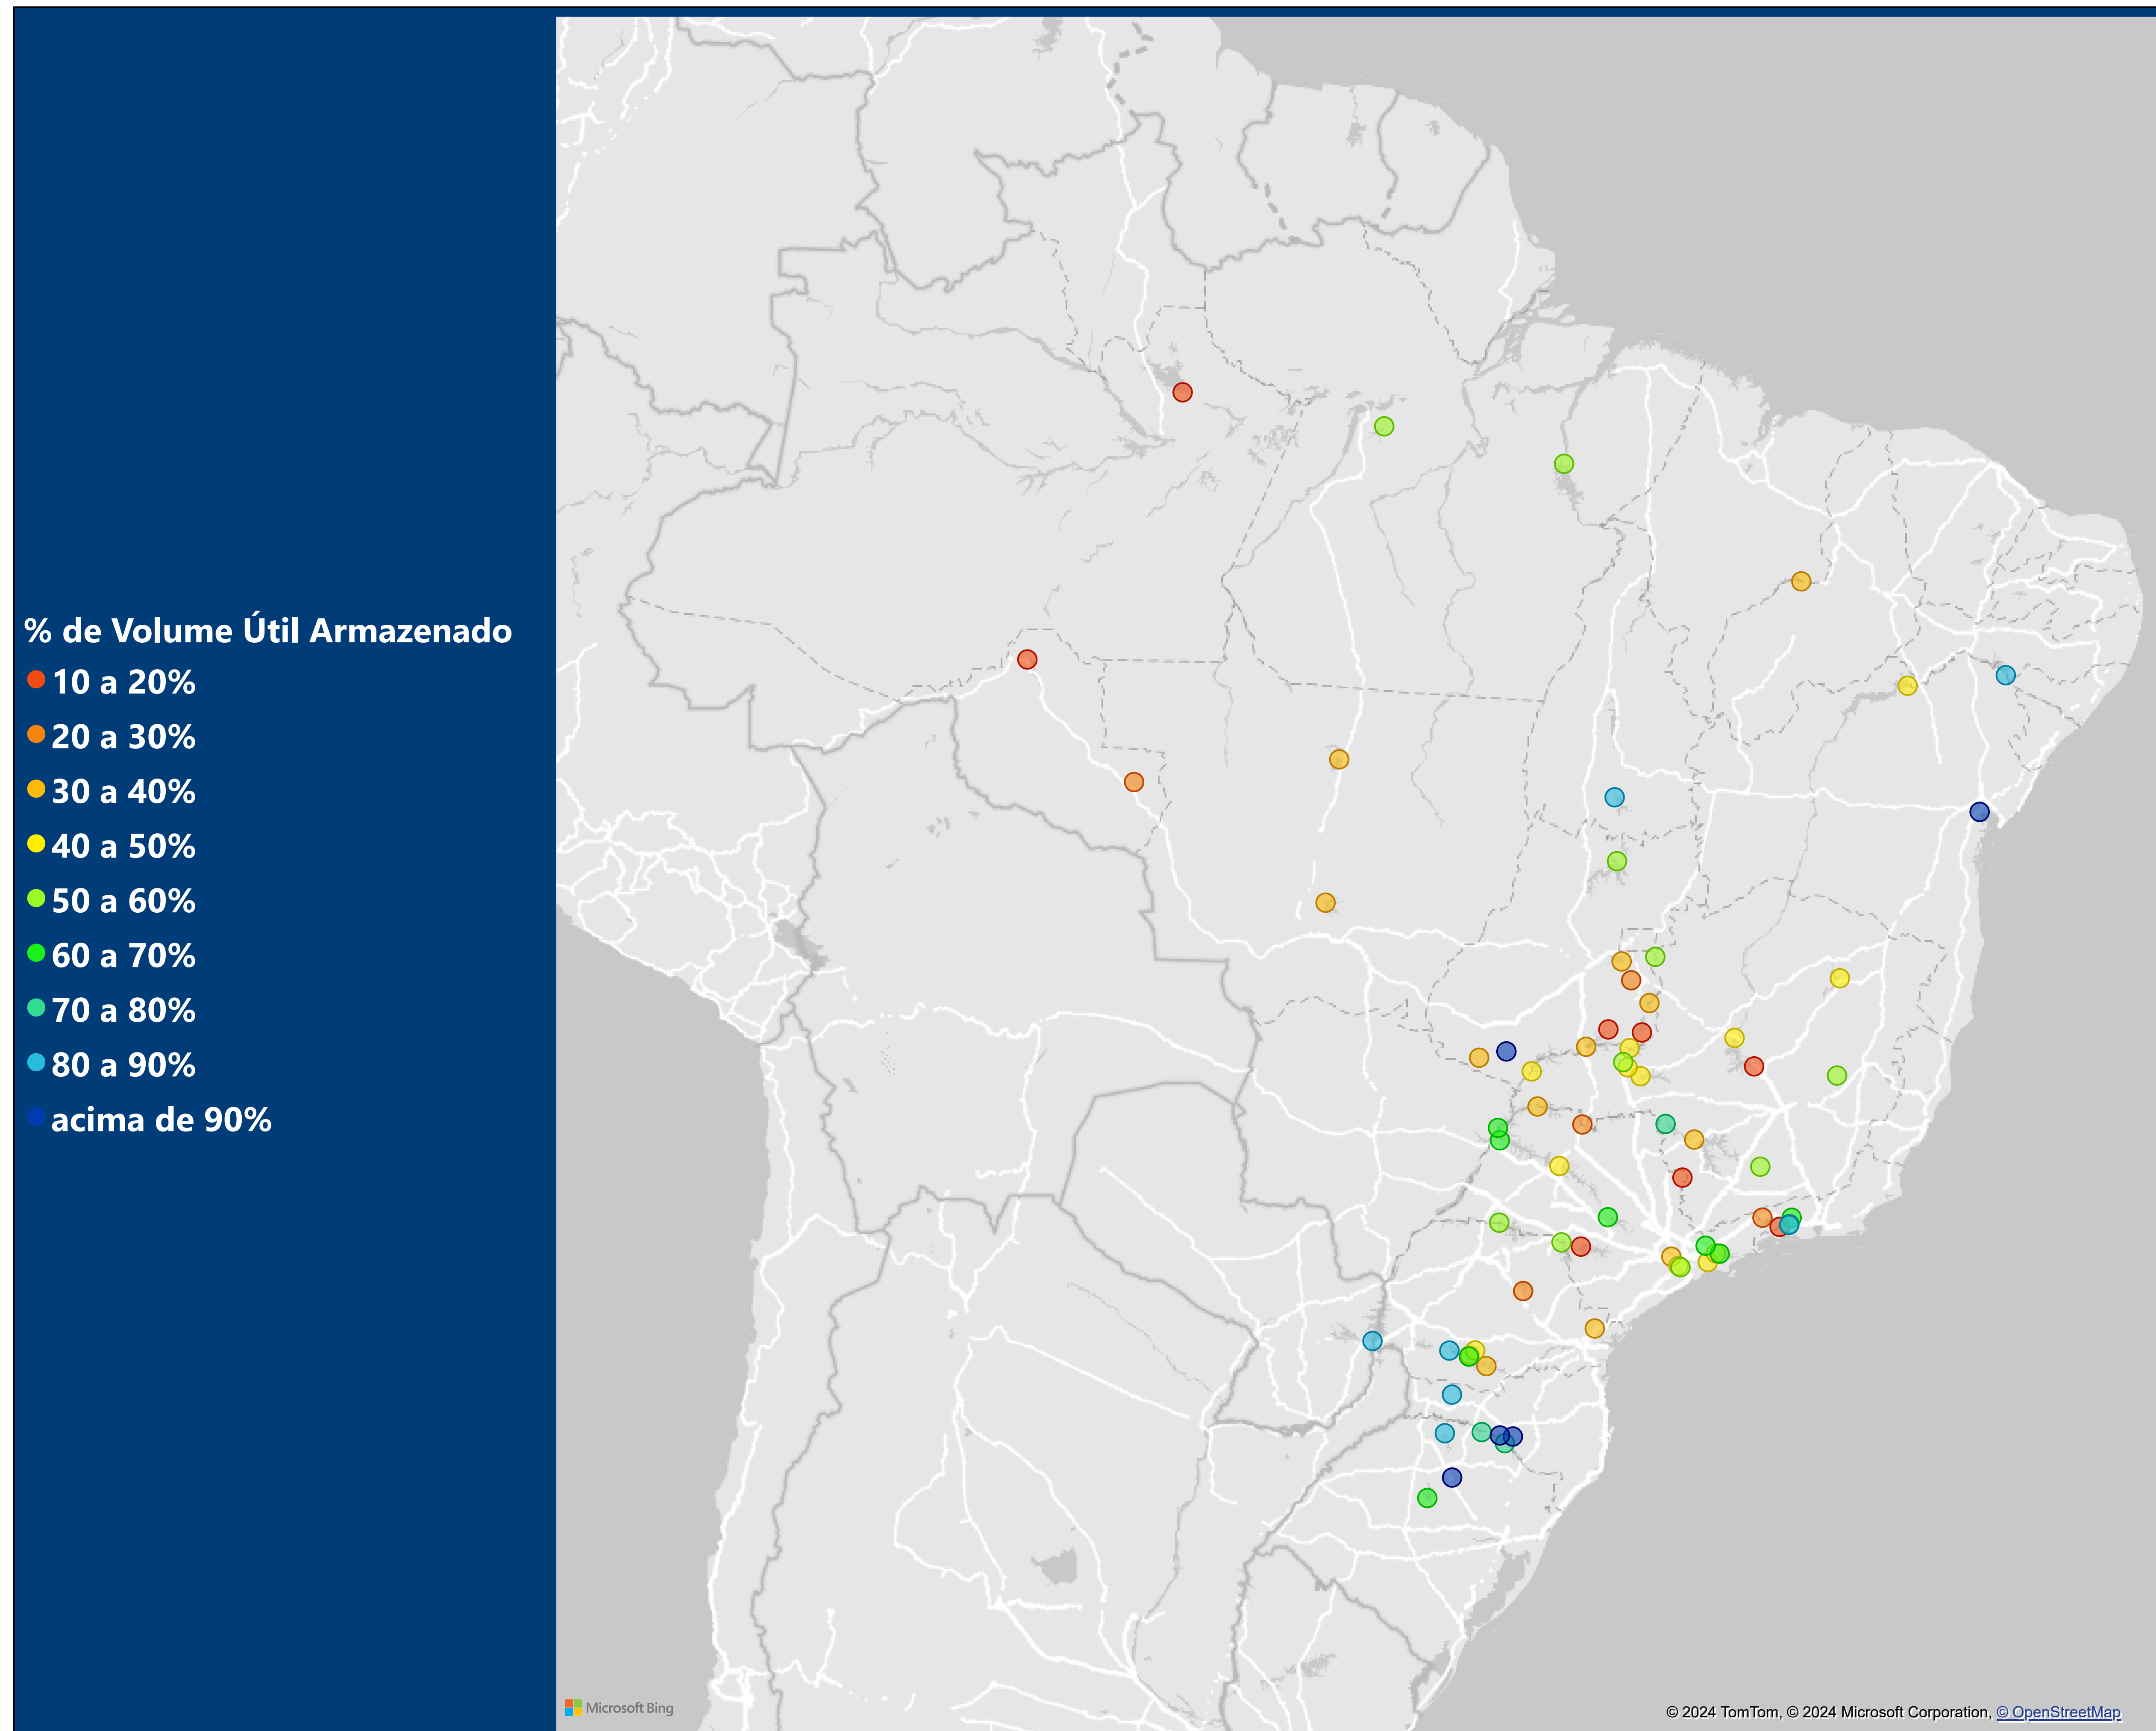 % de Volume Útil Armazenado
10 a 20%
20 a 30%
30 a 40%
40 a 50%
50 a 60%
60 a 70%
70 a 80%
80 a 90%
acima de 90%
Microsoft Bing
© 2024 TomTom, © 2024 Microsoft Corporation, © OpenStreetMap